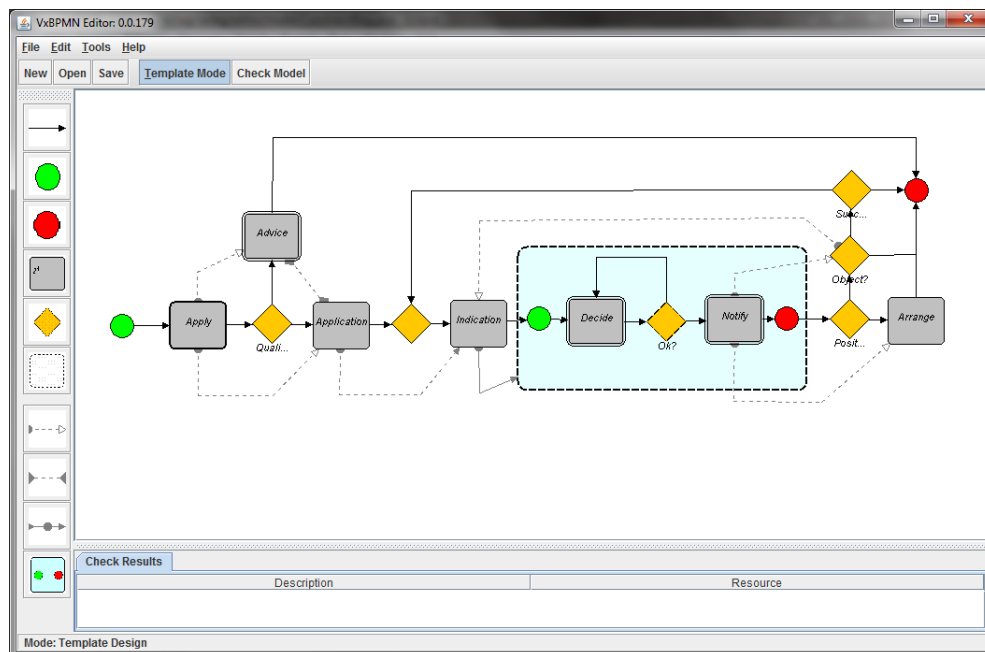 VxBPMN Editor: 0.0.179
File Edit Tools Help
New Open Save Template Mode Check Model
Advice
Succ...
Object?
Apply
Application
Indication
Decide
Notify
Arrange
Quali...
Ok?
Posit...
Check Results
Description Resource
Mode: Template Design